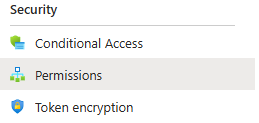 Security
Conditional Access
Permissions
Token encryption